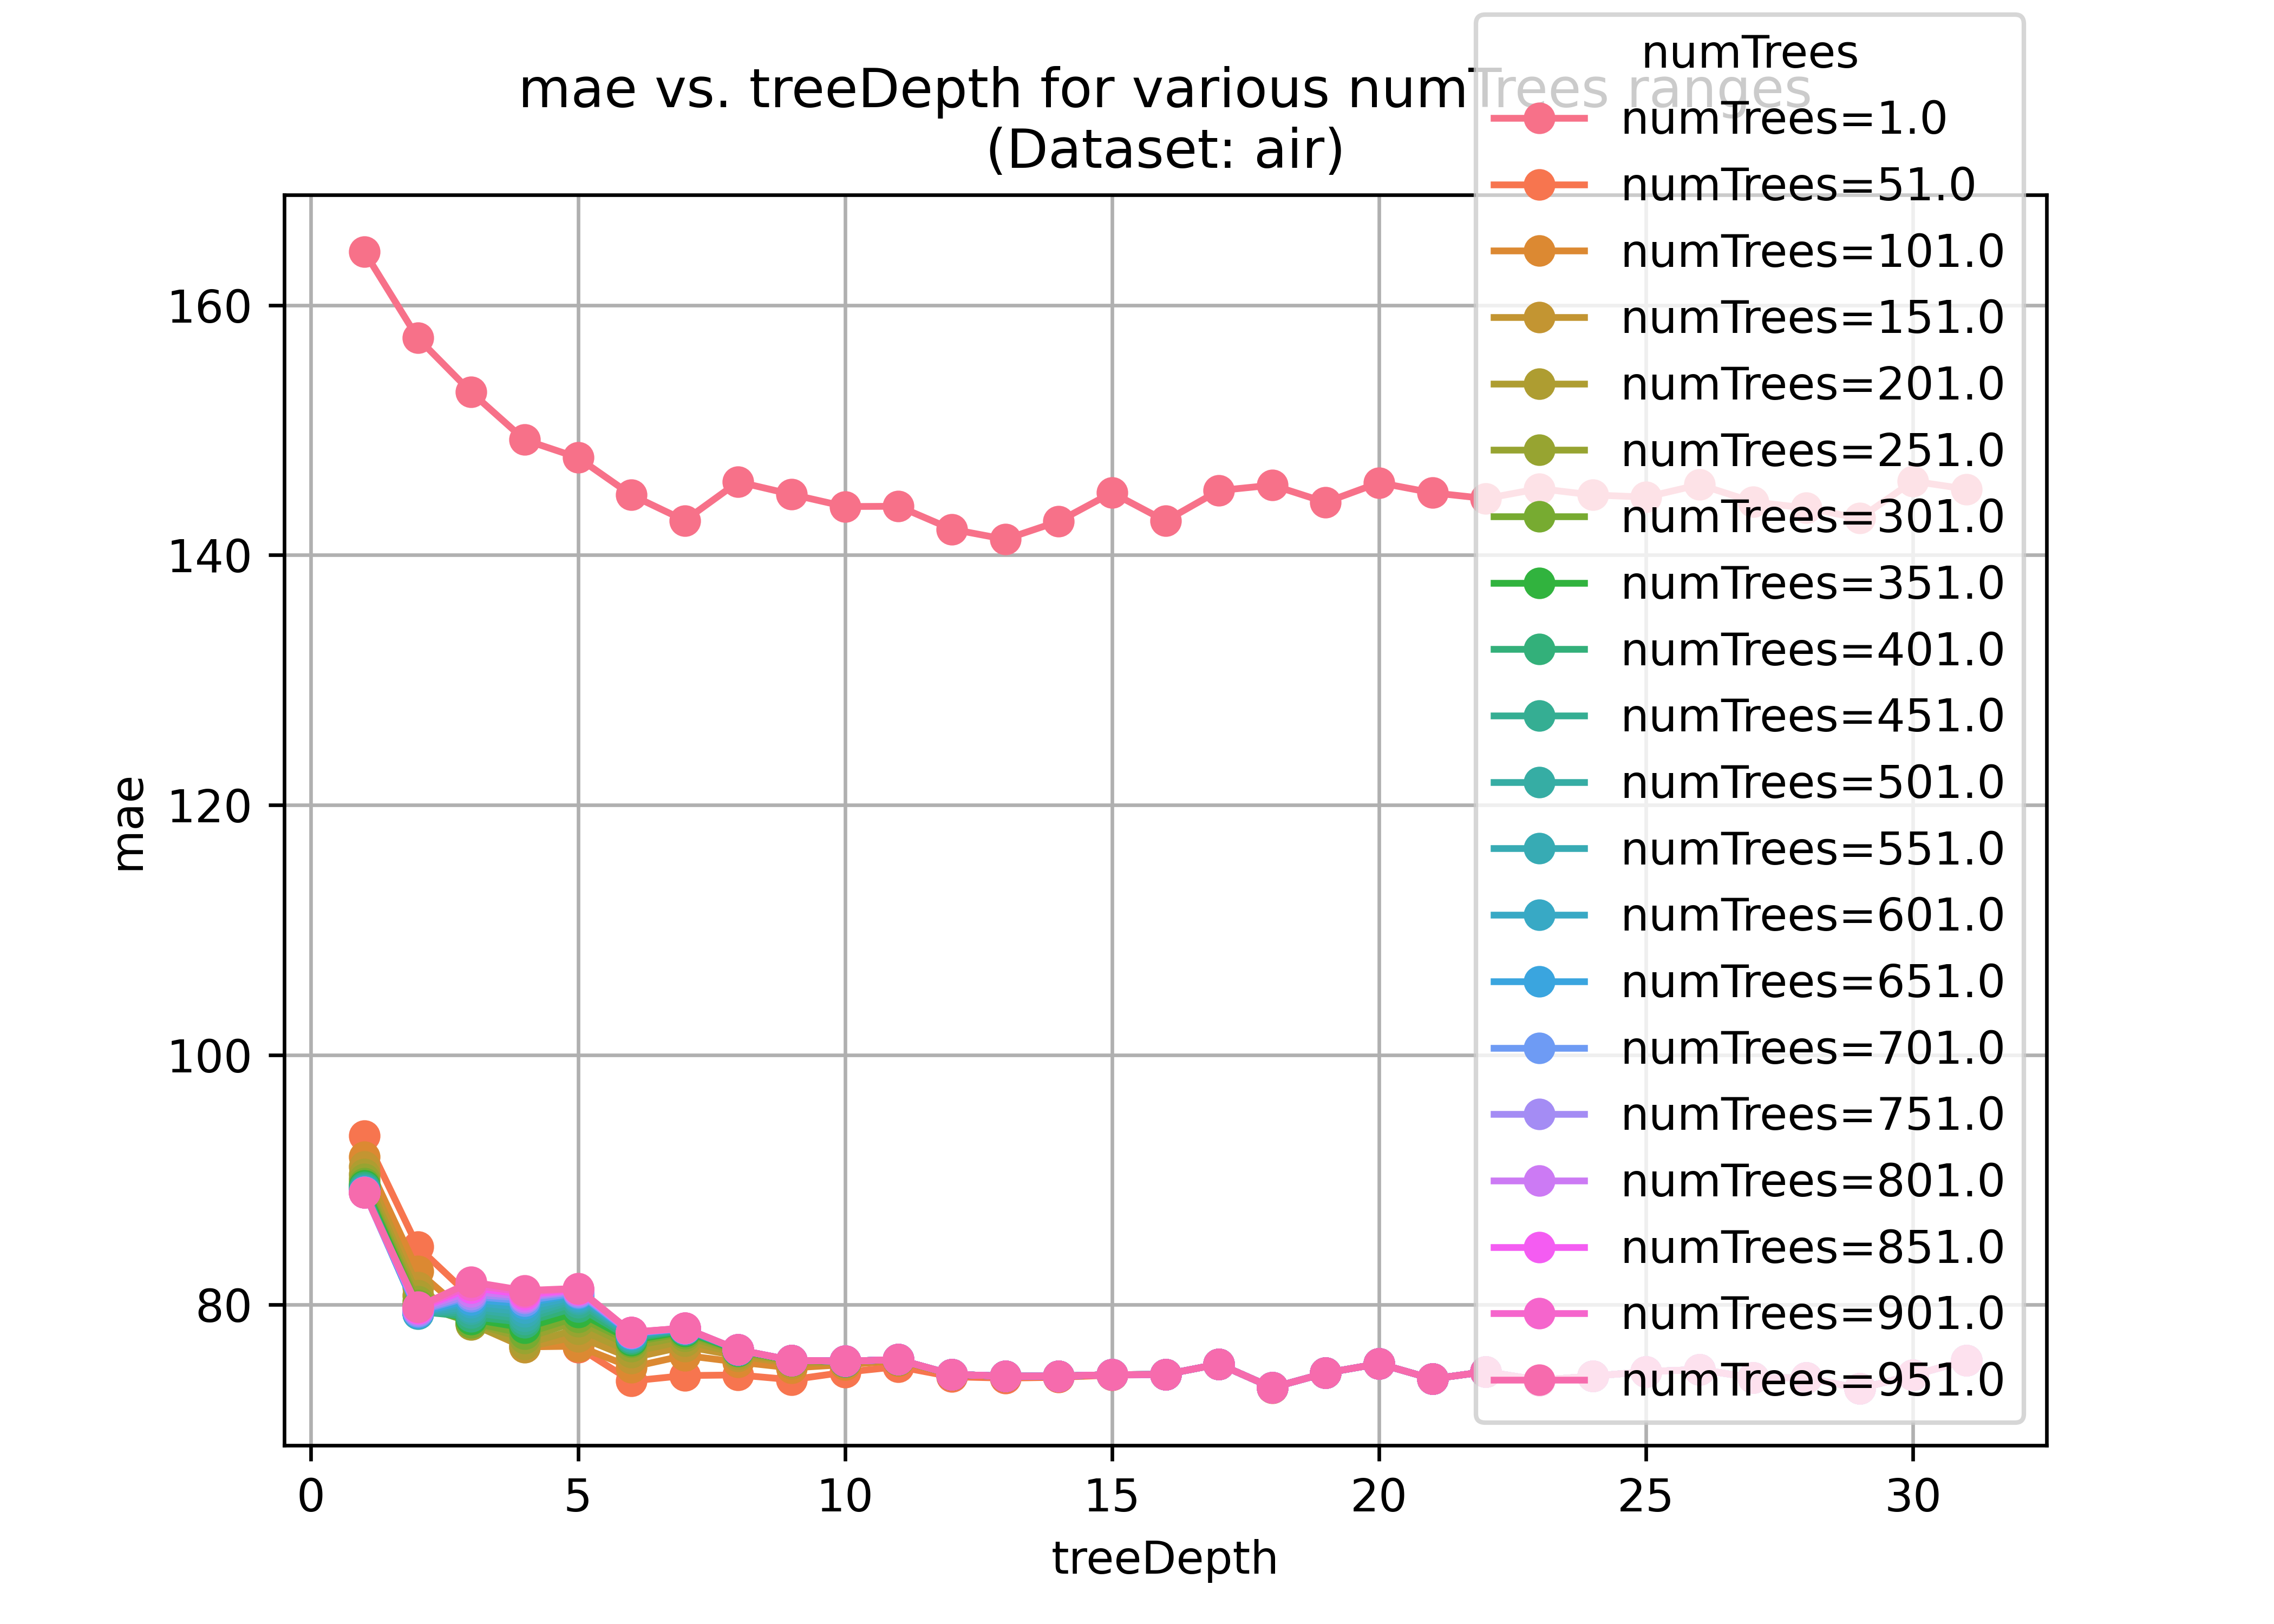 mae vs. treeDepth for various numTrees ranges
(Dataset: air)
numTrees
numTrees=1.0
numTrees=51.0
numTrees=101.0
numTrees=151.0
numTrees=201.0
numTrees=251.0
numTrees=301.0
numTrees=351.0
numTrees=401.0
numTrees=451.0
numTrees=501.0
numTrees=551.0
numTrees=601.0
numTrees=651.0
numTrees=701.0
numTrees=751.0
numTrees=801.0
numTrees=851.0
numTrees=901.0
numTrees=951.0
mae
160
140
120
100
80
0 5 10 15 20 25 30
treeDepth